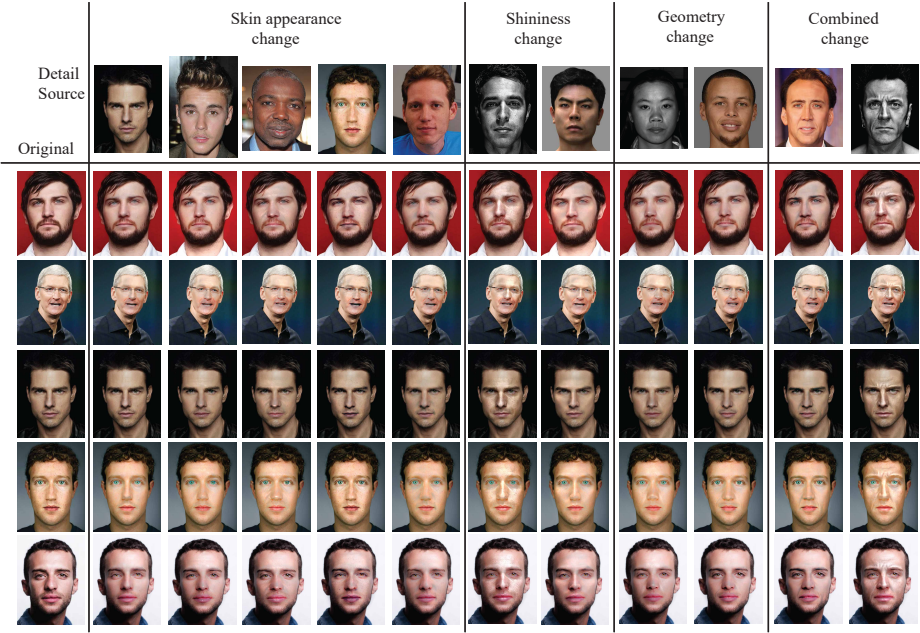 Skin appearance
change
Shininess
change
Geometry
change
Combined
change
Detail
Source
Original